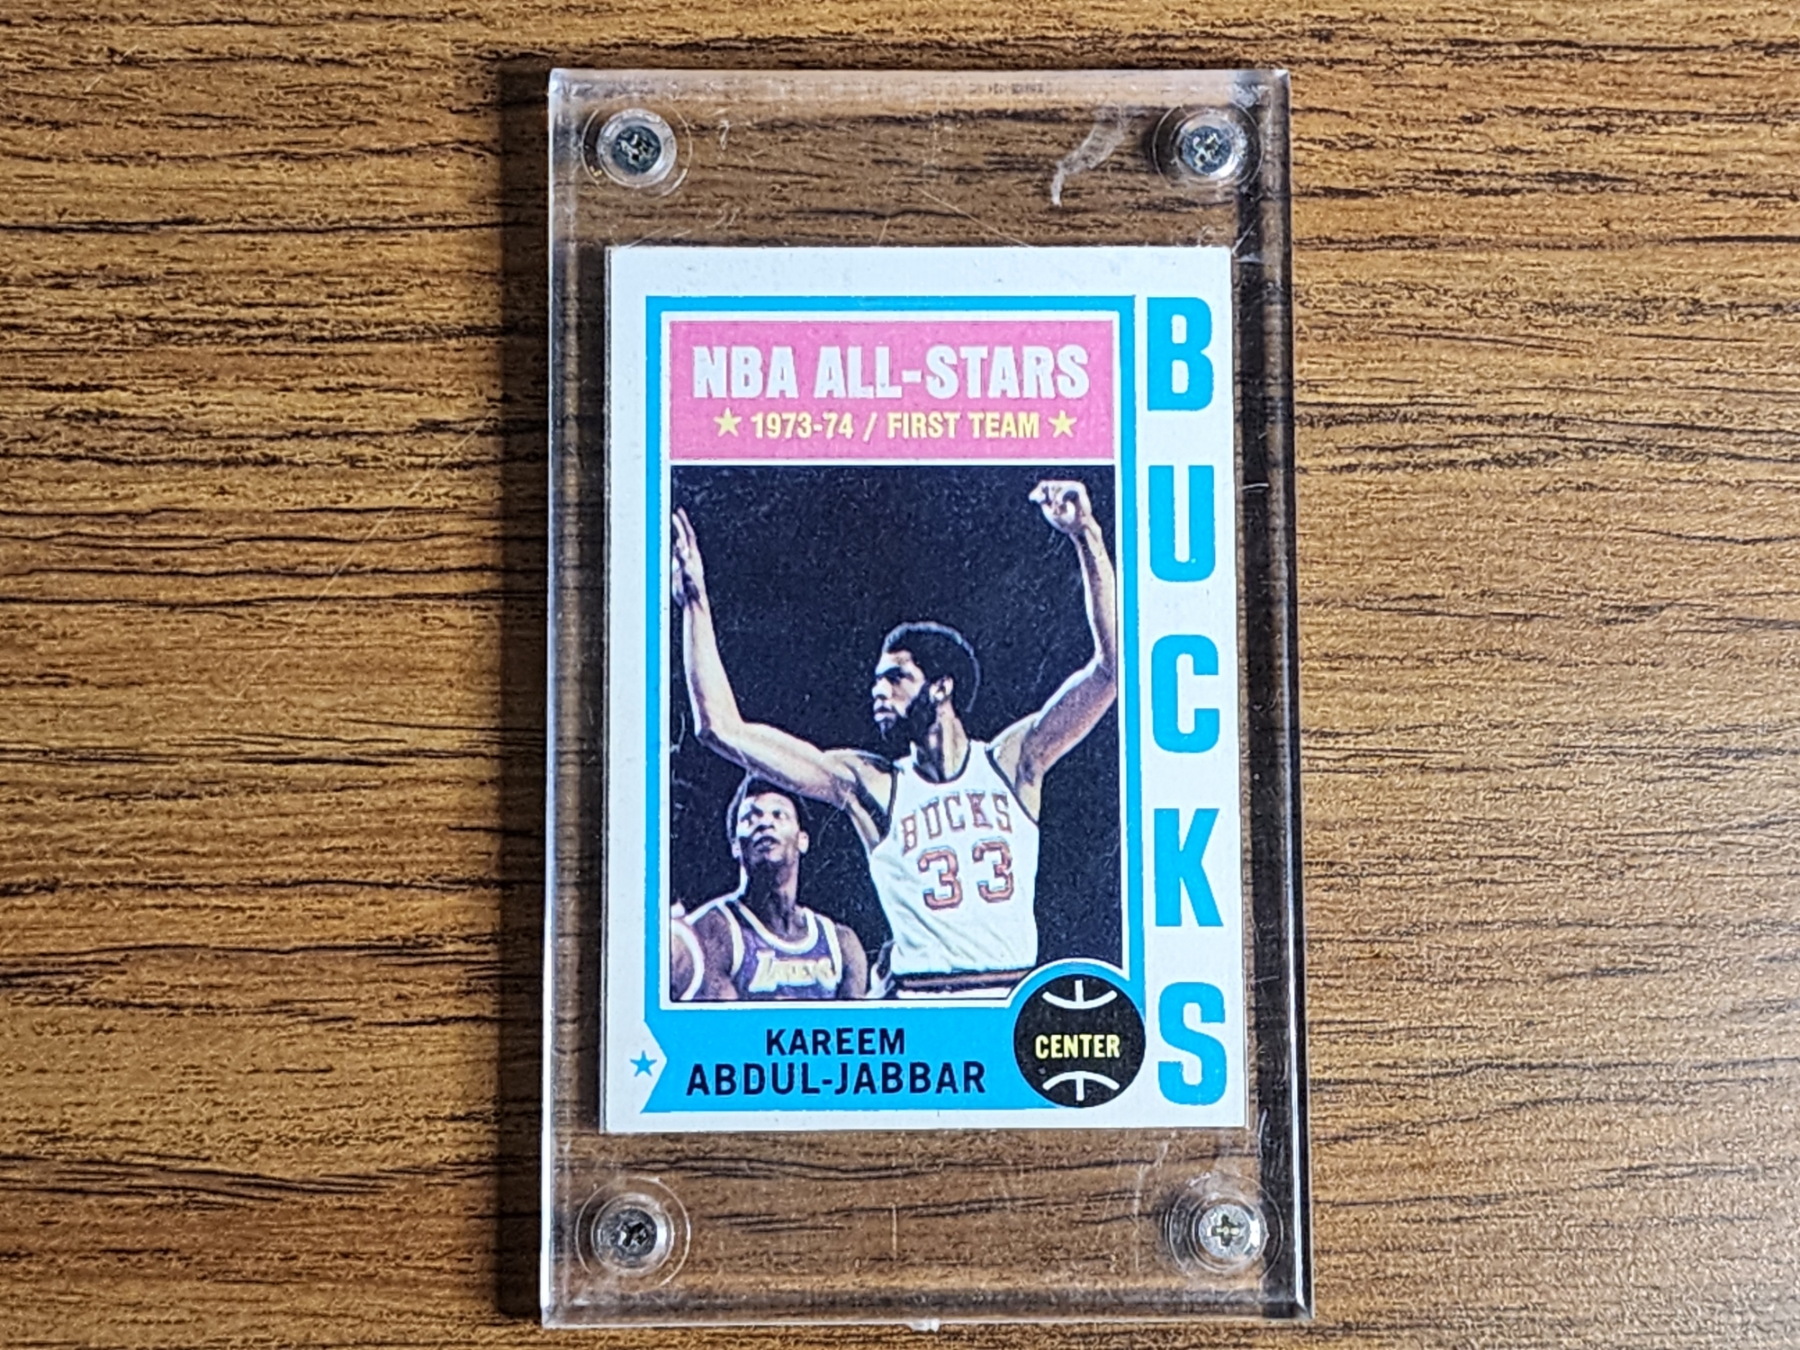 NBA ALL-STARS
★ 1973-74 / FIRST TEAM ★
BUCKS
BUCKS
33
LAKERS
KAREEM
ABDUL-JABBAR
CENTER